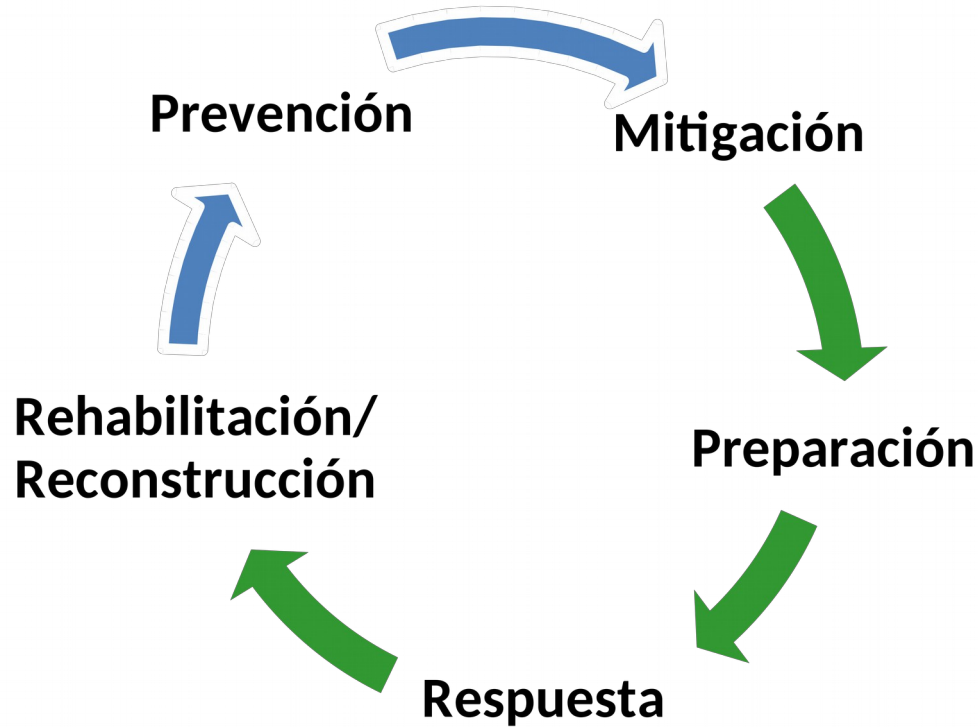 Prevención
Mitigación
Preparación
Respuesta
Rehabilitación/
Reconstrucción